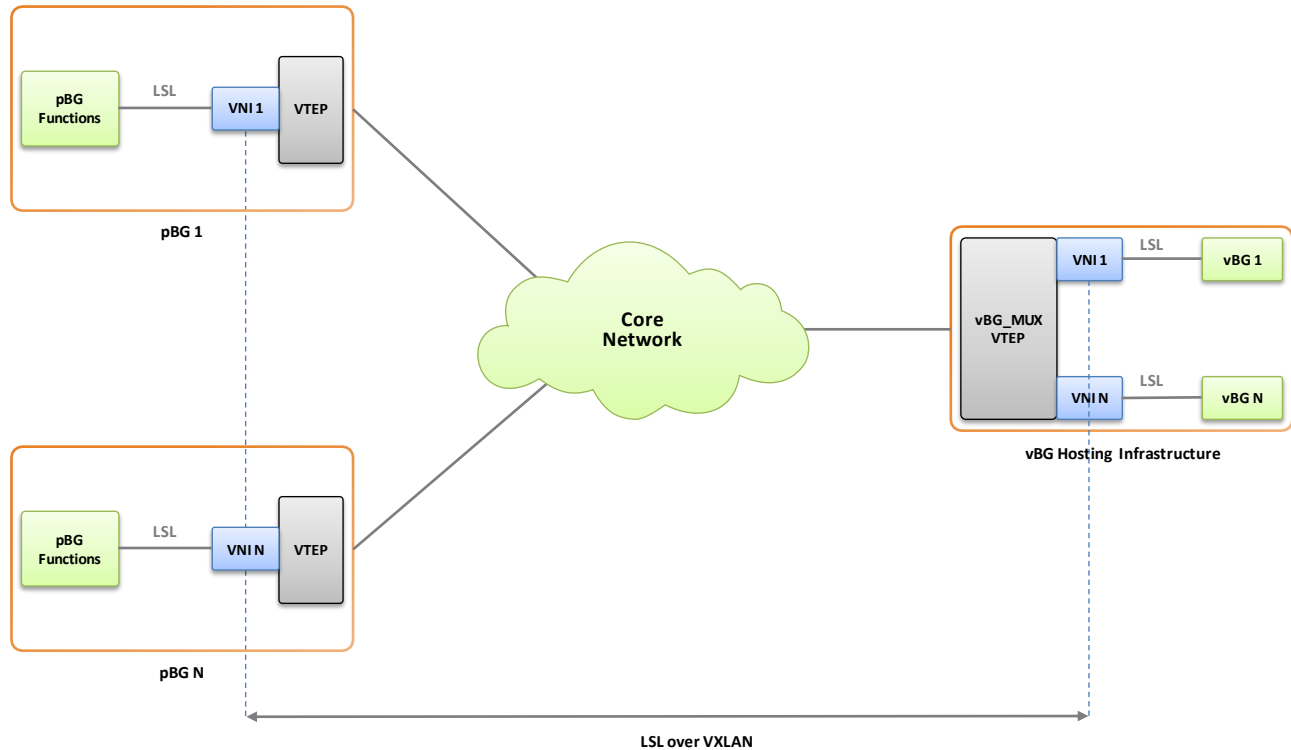 pBG
Functions
LSL
VNI 1
VTEP
pBG 1
Core
Network
vBG_MUX
VTEP
VNI 1
LSL
vBG 1
VNI N
LSL
vBG N
vBG Hosting Infrastructure
pBG
Functions
LSL
VNI N
VTEP
pBG N
LSL over VXLAN